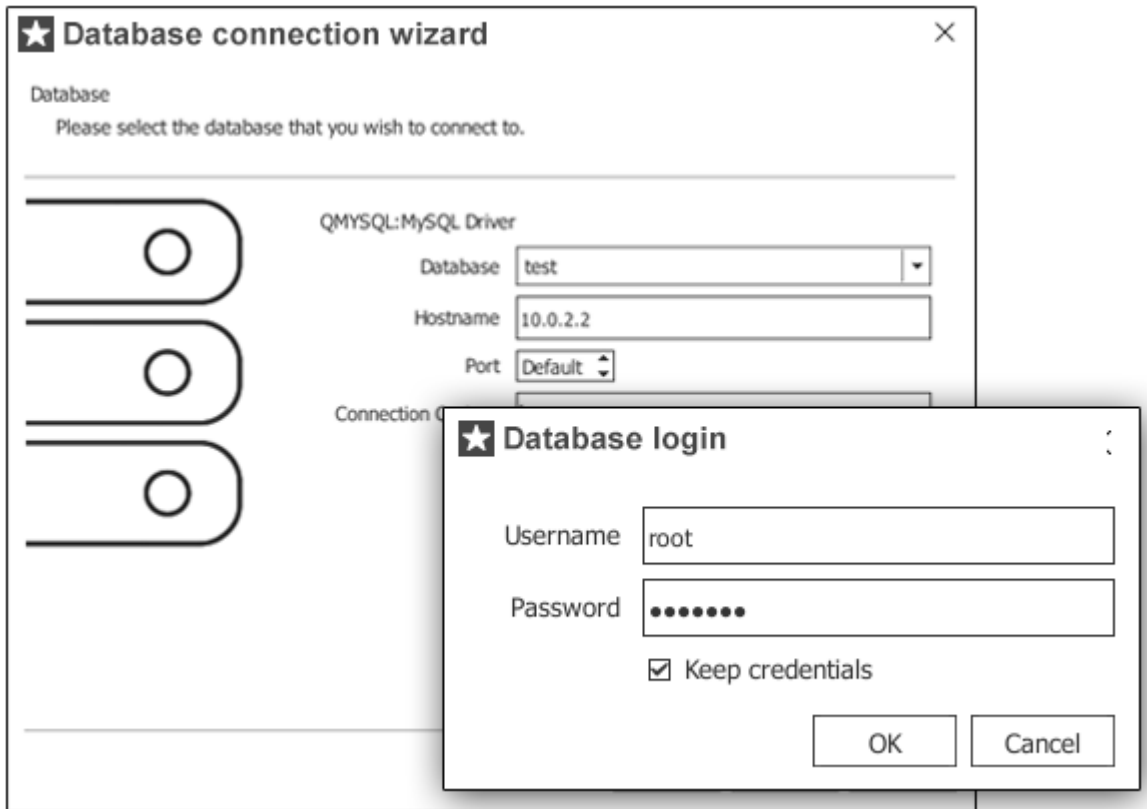 Database connection wizard
Database
Please select the database that you wish to connect to.
QMYSQL:MySQL Driver
Database test
Hostname 10.0.2.2
Port Default
Connection
Database login
Username root
Password •••••••
Keep credentials
OK Cancel